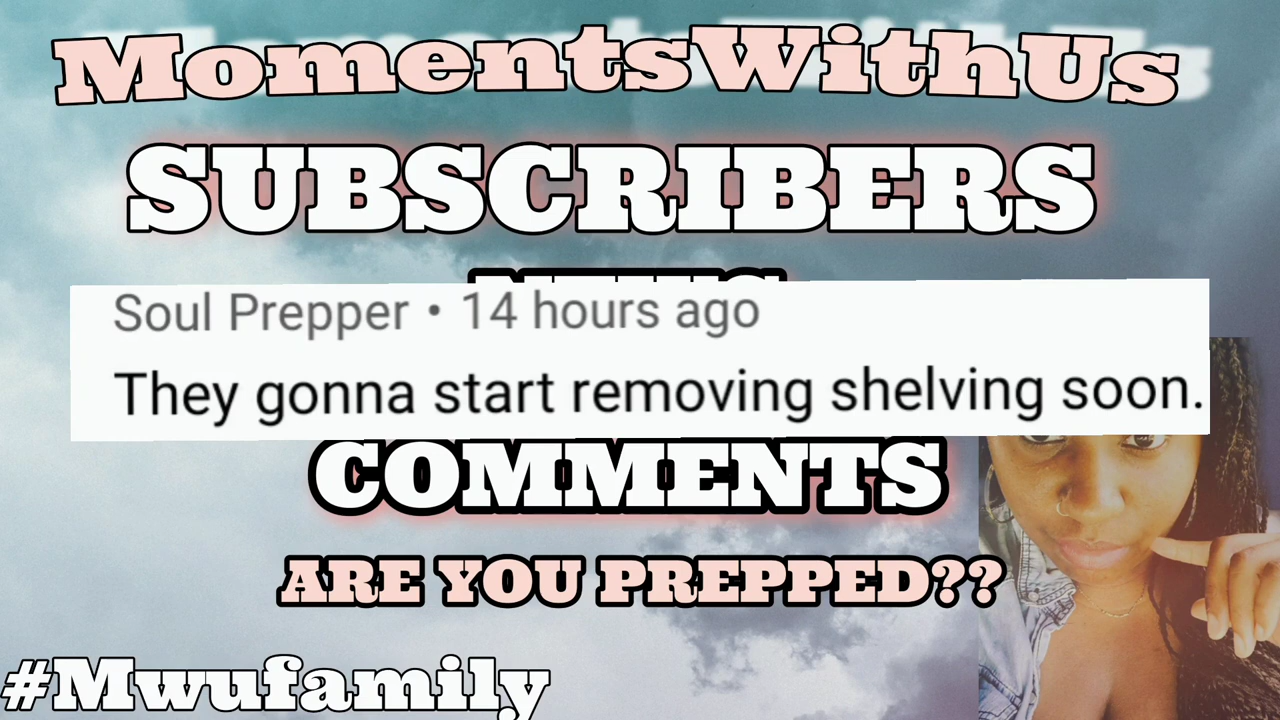 MomentsWithUs
SUBSCRIBERS
Soul Prepper • 14 hours ago
They gonna start removing shelving soon.
COMMENTS
ARE YOU PREPPED??
#Mwufamily